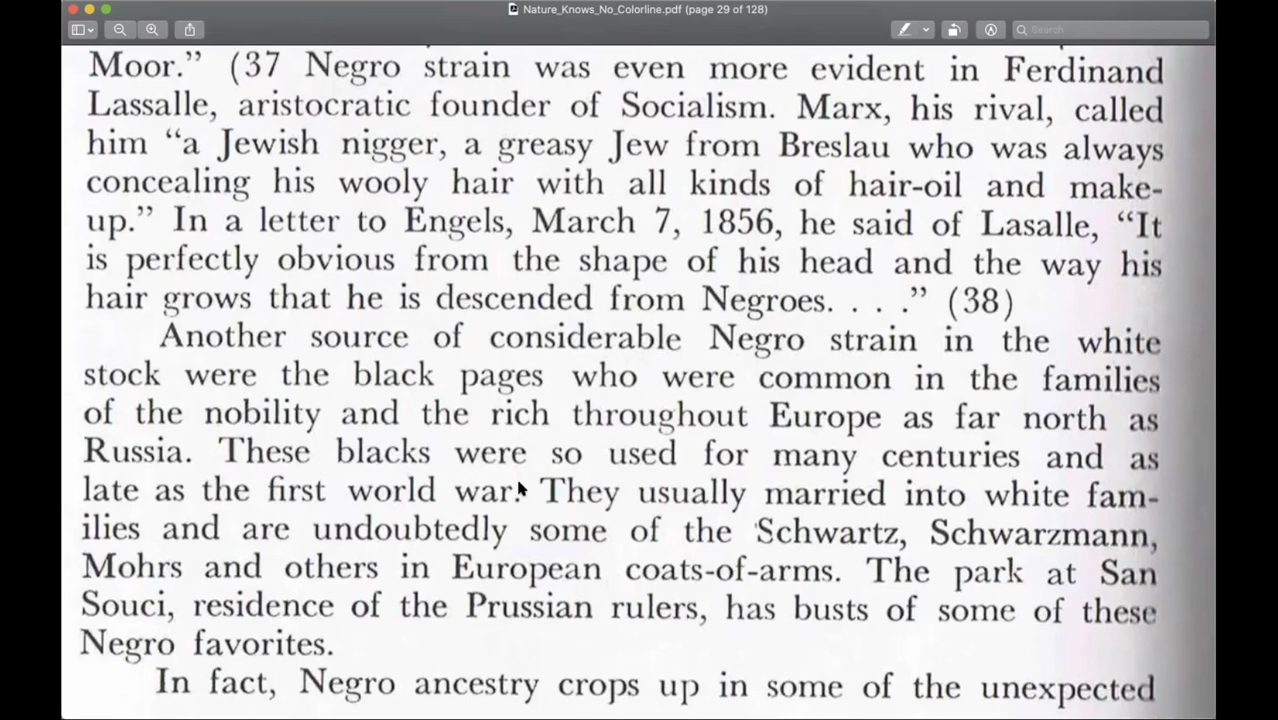 Nature_Knows_No_Colorline.pdf (page 29 of 128)
Search
Moor.” (37 Negro strain was even more evident in Ferdinand
Lassalle, aristocratic founder of Socialism. Marx, his rival, called
him “a Jewish nigger, a greasy Jew from Breslau who was always
concealing his wooly hair with all kinds of hair-oil and make-
up.” In a letter to Engels, March 7, 1856, he said of Lasalle, “It
is perfectly obvious from the shape of his head and the way his
hair grows that he is descended from Negroes. . . .” (38)
Another source of considerable Negro strain in the white
stock were the black pages who were common in the families
of the nobility and the rich throughout Europe as far north as
Russia. These blacks were so used for many centuries and as
late as the first world war. They usually married into white fam-
ilies and are undoubtedly some of the Schwartz, Schwarzmann,
Mohrs and others in European coats-of-arms. The park at San
Souci, residence of the Prussian rulers, has busts of some of these
Negro favorites.
In fact, Negro ancestry crops up in some of the unexpected